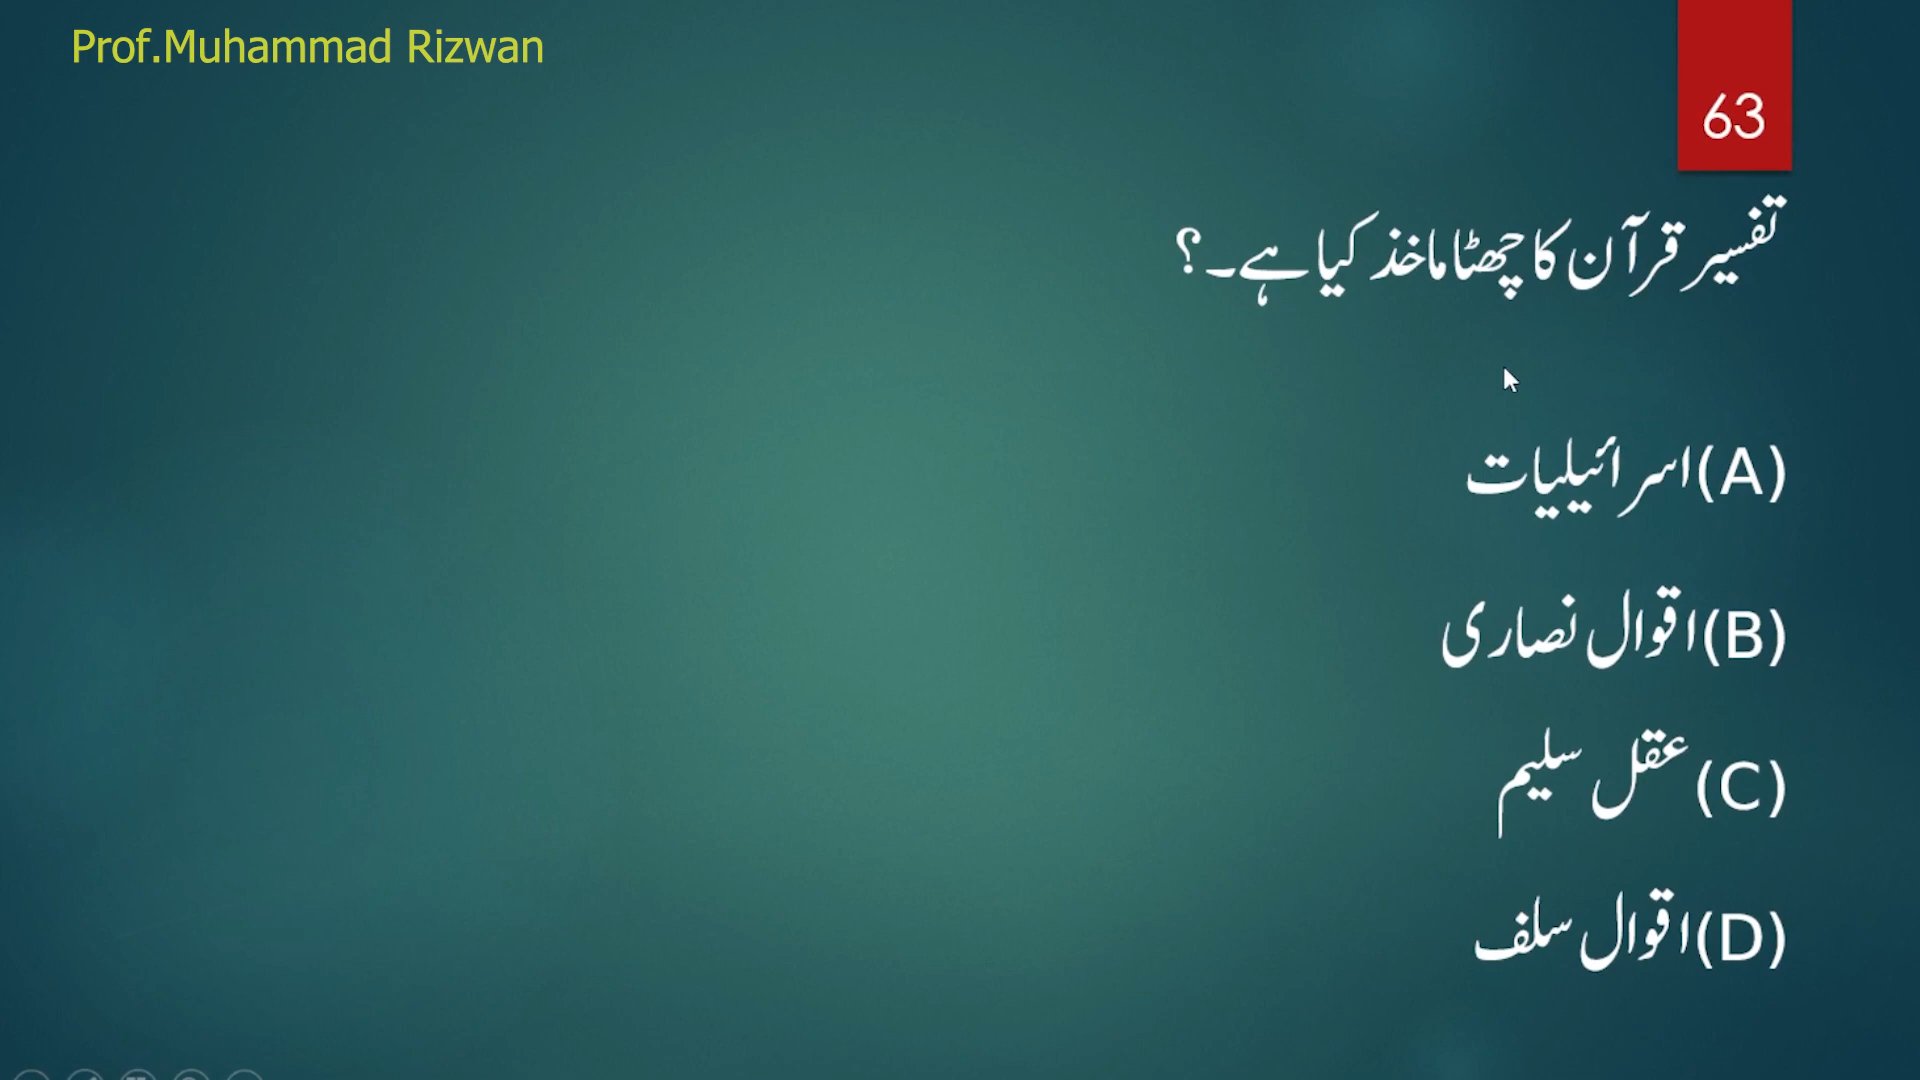 Prof.Muhammad Rizwan
63
تفسیر قرآن کا چھٹا ماخذ کیا ہے۔؟
(A)اسرائیلیات
(B)اقوال نصاری
(C)عقل سلیم
(D)اقوال سلف